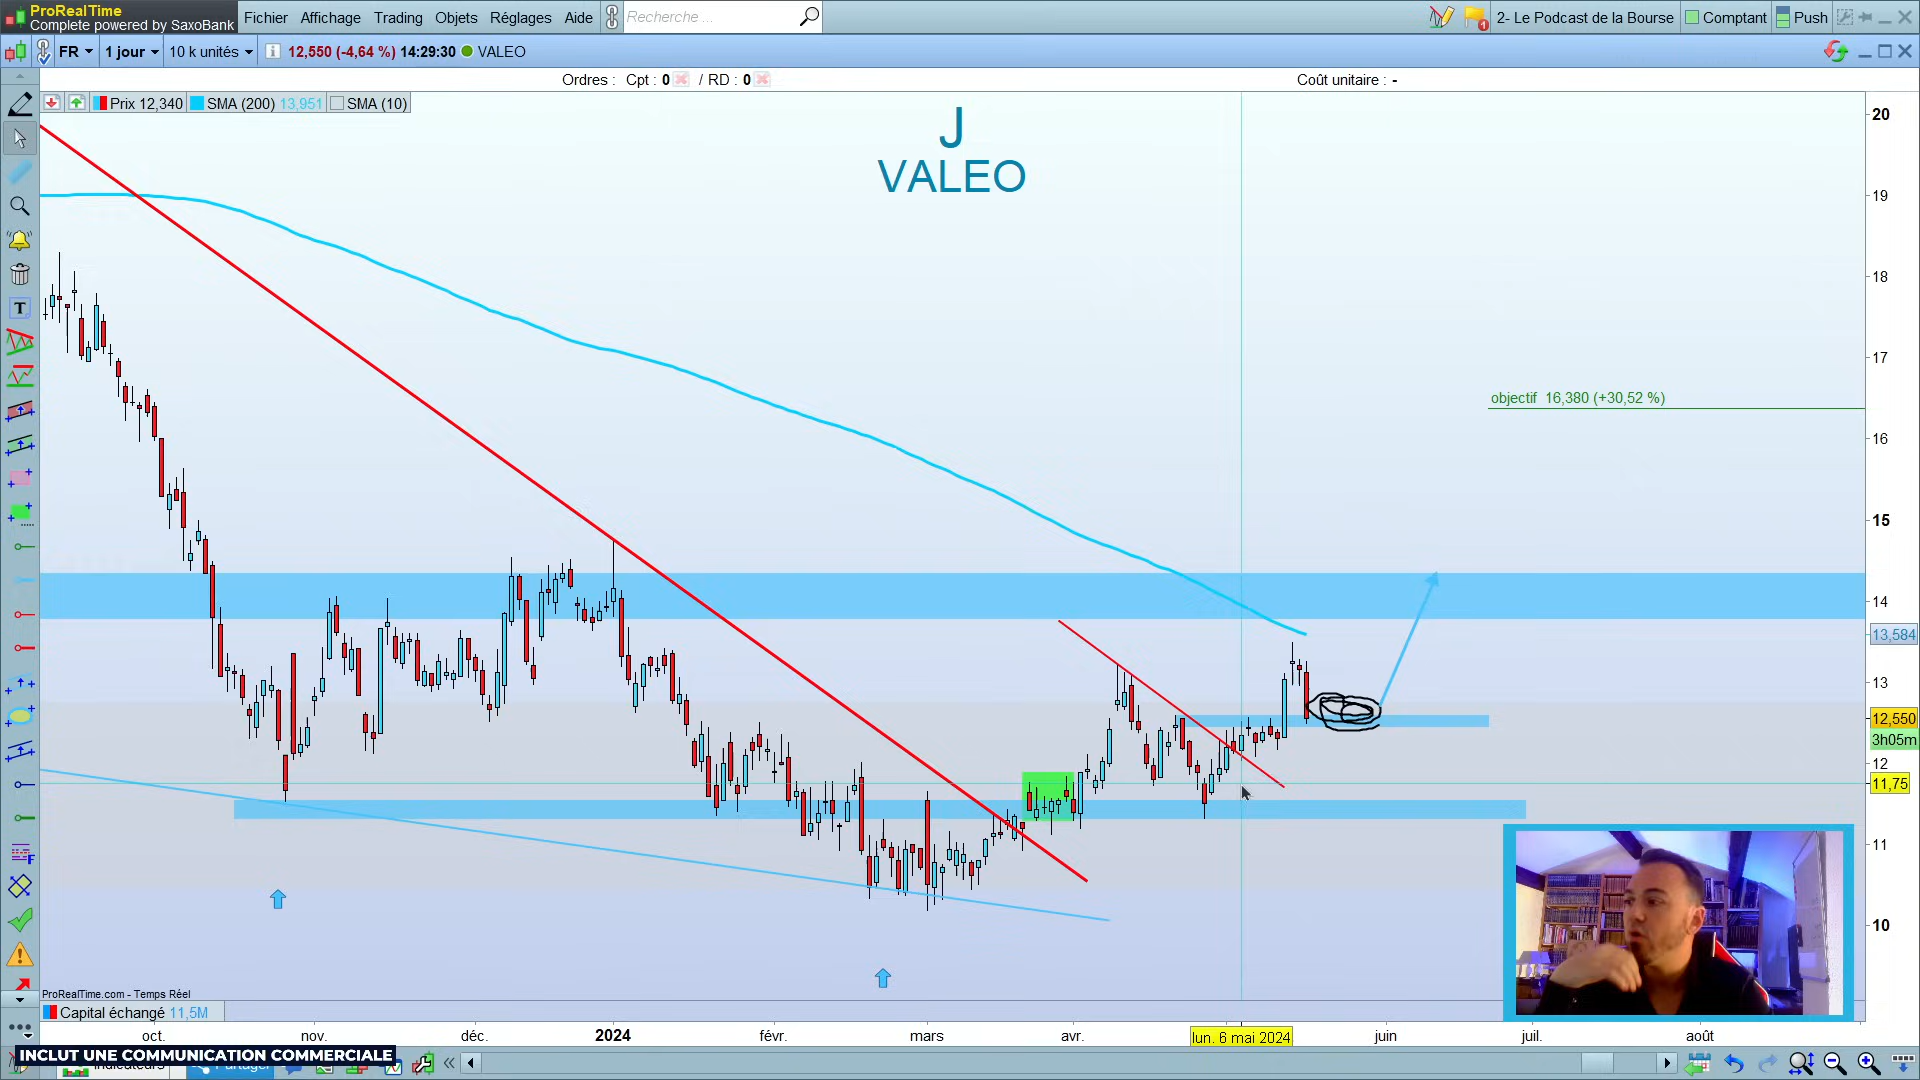 ProRealTime
Complete powered by SaxoBank
Fichier Affichage Trading Objets Réglages Aide Recherche ... 2- Le Podcast de la Bourse Comptant Push
FR 1 jour 10 k unités 12,550 (-4,64 %) 14:29:30 VALEO
Ordres : Cpt : 0 / RD : 0 Coût unitaire : -
Prix 12,340 SMA (200) 13,951 SMA (10)
J
VALEO
20
19
18
17
objectif 16,380 (+30,52 %)
16
15
14
13,584
13
12,550
3h05m
12
11,75
11
10
ProRealTime.com - Temps Réel
Capital échangé 11,5M
oct. nov. déc. 2024 févr. mars avr. lun. 6 mai 2024 juin juil. août
INCLUT UNE COMMUNICATION COMMERCIALE